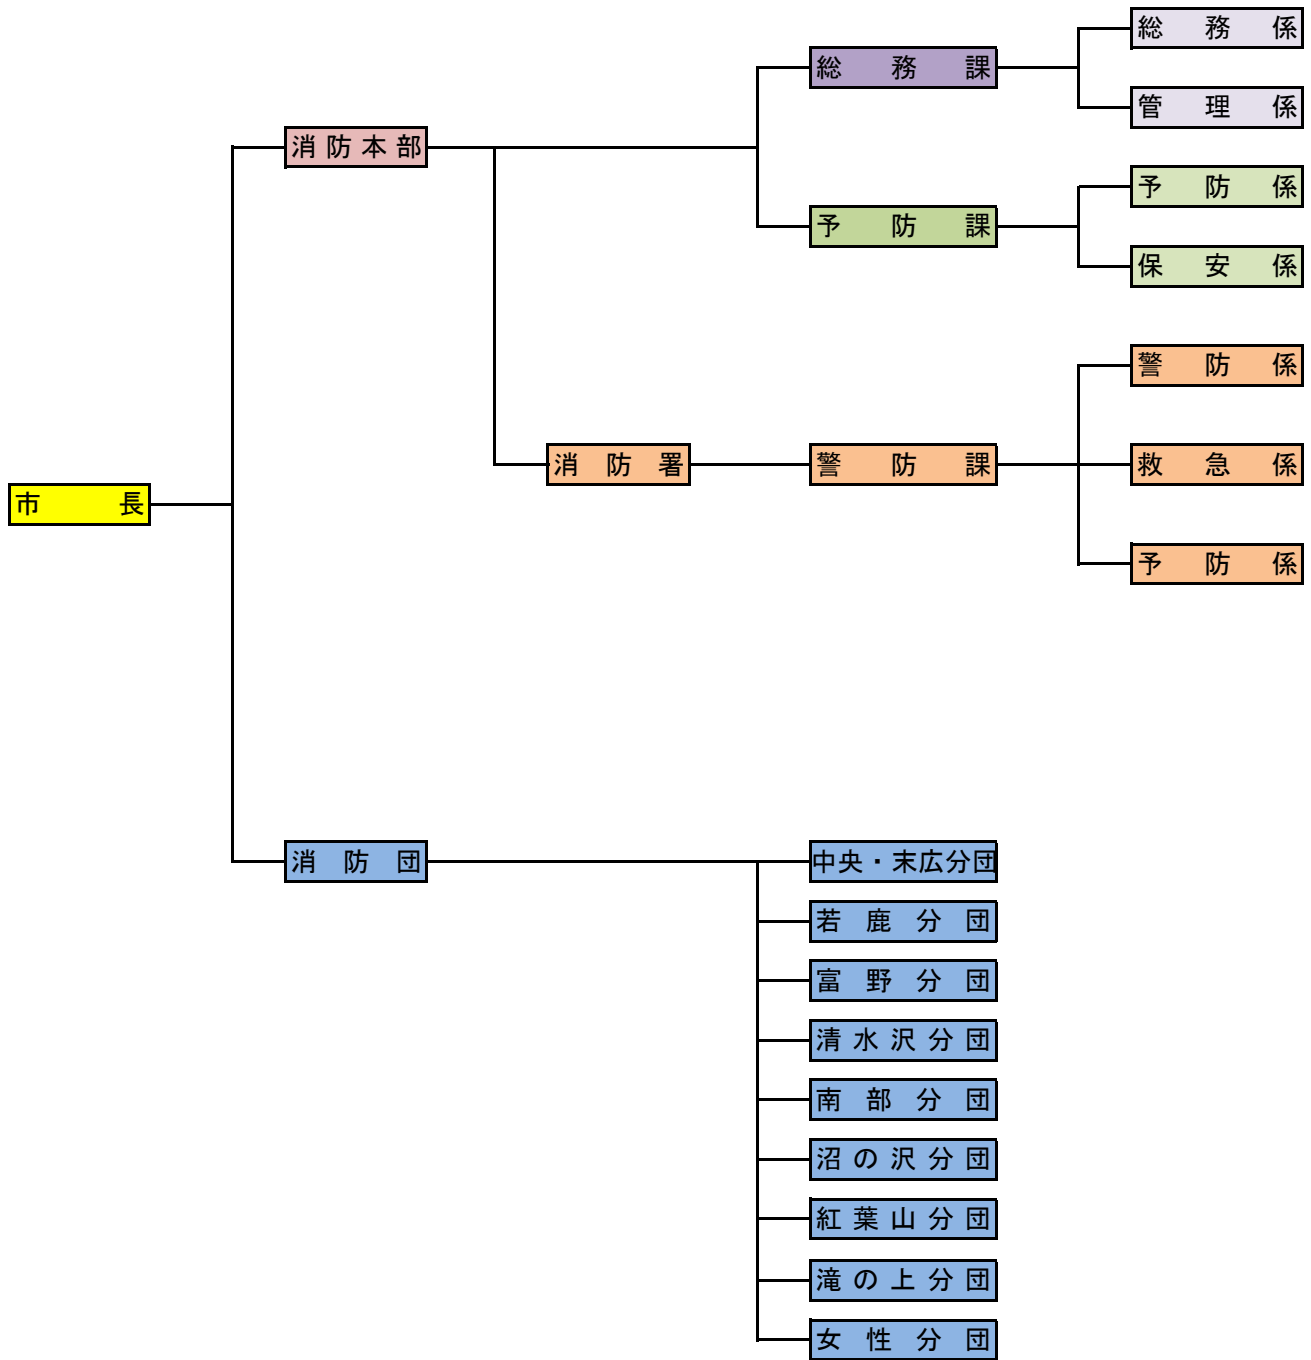 総務係
総務課
管理係
消防本部
予防係
予防課
保安係
警防係
消防署
警防課
救急係
市長
予防係
消防団
中央・末広分団
若鹿分団
富野分団
清水沢分団
南部分団
沼の沢分団
紅葉山分団
滝の上分団
女性分団